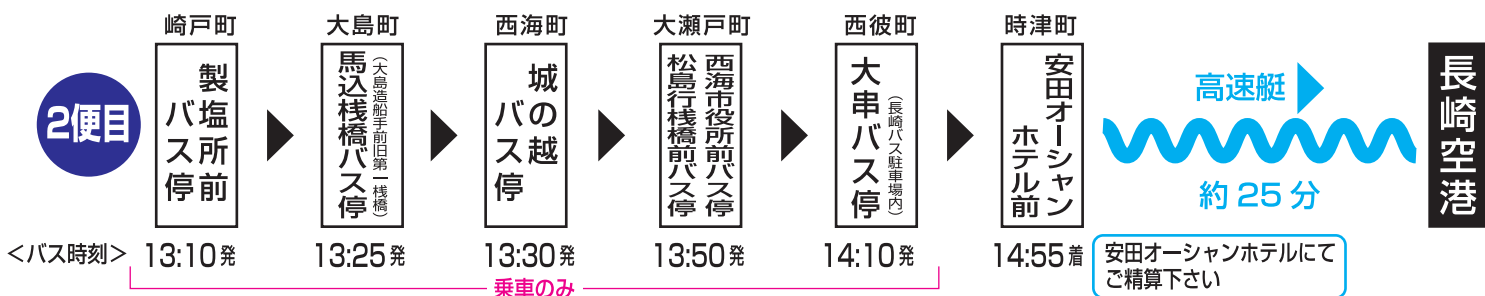 2便目
崎戸町
製塩所前
バス停
大島町
馬込桟橋バス停
（大島造船手前旧第一桟橋）
西海町
城の越
バス停
大瀬戸町
西海市役所前バス停
松島行桟橋前バス停
西彼町
大串バス停
（長崎バス駐車場内）
時津町
安田オーシャン
ホテル前
高速艇
約25分
長崎空港
＜バス時刻＞
13:10発
13:25発
13:30発
13:50発
14:10発
14:55着
乗車のみ
安田オーシャンホテルにて
ご精算下さい